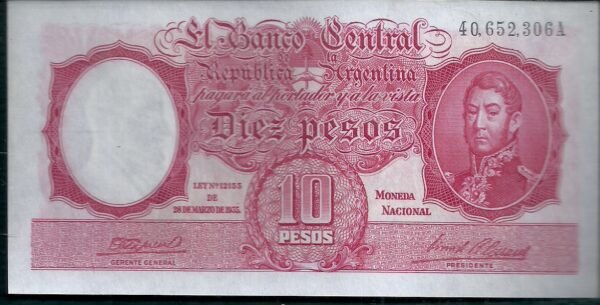 40,652,306A
El Banco Central
de la
República Argentina
pagará al portador y a la vista
Diez pesos
LEY Nº 12155
DE
28 DE MARZO DE 1935.
10
PESOS
MONEDA
NACIONAL
GERENTE GENERAL
PRESIDENTE